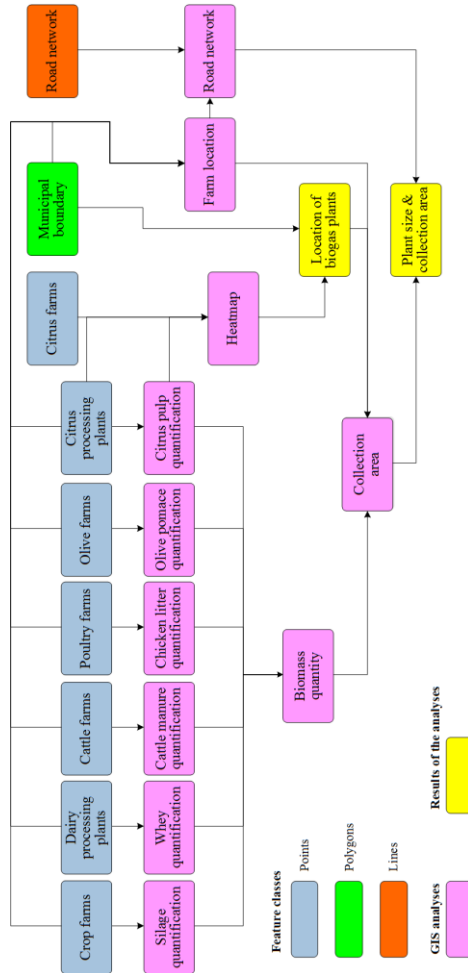 Crop farms
Dairy
processing
plants
Cattle farms
Poultry farms
Olive farms
Citrus
processing
plants
Citrus farms
Municipal
boundary
Road network
Silage
quantification
Whey
quantification
Cattle manure
quantification
Chicken litter
quantification
Olive pomace
quantification
Citrus pulp
quantification
Heatmap
Farm location
Road network
Biomass
quantity
Collection
area
Location of
biogas plants
Plant size &
collection area
Feature classes
Points
Polygons
Lines
GIS analyses
Results of the analyses